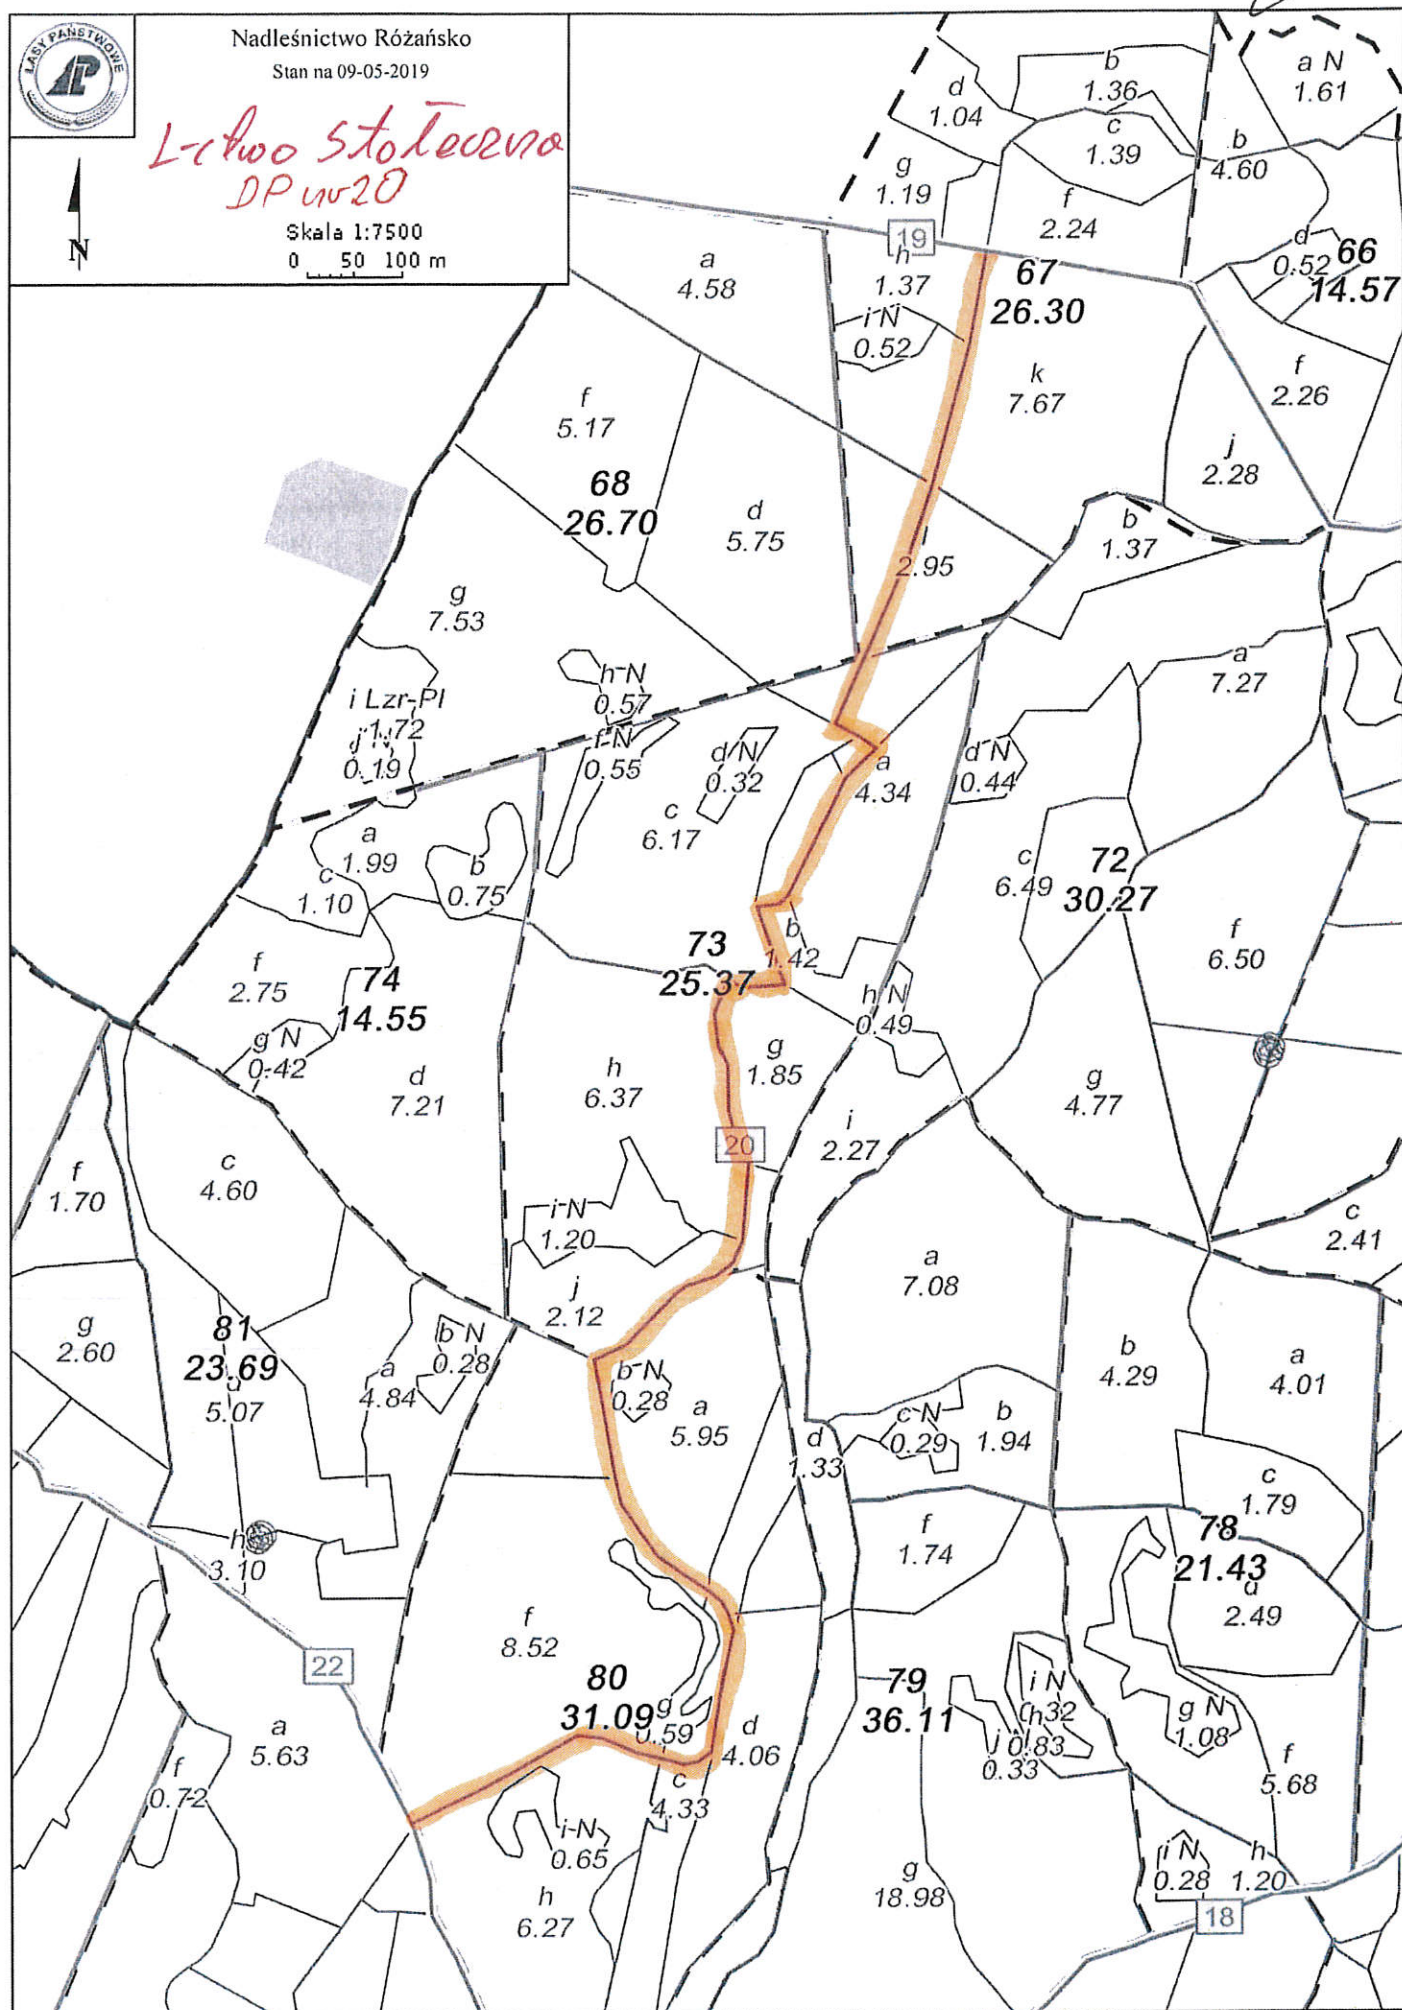 LASY PAŃSTWOWE
Nadleśnictwo Różańsko
Stan na 09-05-2019
L-ctwo Stołeczna
DP nr 20
Skala 1:7500
0 50 100 m
N
a N
1.61
b
1.36
d
1.04
c
1.39
b
4.60
g
1.19
f
2.24
19
d
0.52
66
14.57
a
4.58
h
1.37
67
26.30
i N
0.52
k
7.67
f
2.26
f
5.17
j
2.28
68
26.70
d
5.75
b
1.37
2.95
g
7.53
a
7.27
h N
0.57
i Lzr-Pl
1.72
j N
0.19
f N
0.55
d N
0.32
a
4.34
d N
0.44
c
6.17
a
1.99
b
0.75
c
1.10
c
6.49
72
30.27
f
6.50
73
25.37
b
1.42
f
2.75
74
14.55
h N
0.49
g N
0.42
d
7.21
h
6.37
g
1.85
g
4.77
20
i
2.27
f
1.70
c
4.60
i N
1.20
c
2.41
a
7.08
j
2.12
g
2.60
81
23.69
d
5.07
b N
0.28
a
4.84
b N
0.28
a
5.95
b
4.29
a
4.01
c N
0.29
b
1.94
d
1.33
c
1.79
h
3.10
f
1.74
78
21.43
d
2.49
f
8.52
22
80
31.09
g
0.59
d
4.06
79
36.11
i N
h
0.83
j
0.33
g N
1.08
a
5.63
f
0.72
c
4.33
f
5.68
i N
0.65
h
6.27
g
18.98
i N
0.28
h
1.20
18